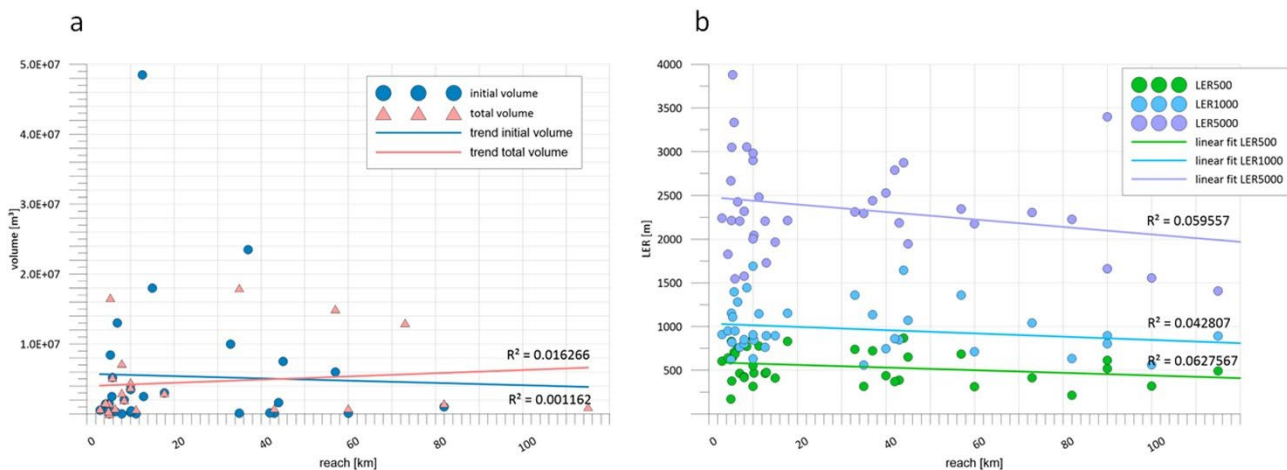 a
5.0E+07
4.0E+07
3.0E+07
2.0E+07
1.0E+07
volume [m³]
initial volume
total volume
trend initial volume
trend total volume
R² = 0.016266
R² = 0.001162
0 20 40 60 80 100
reach [km]
b
4000
3500
3000
2500
2000
1500
1000
500
LER [m]
LER500
LER1000
LER5000
linear fit LER500
linear fit LER1000
linear fit LER5000
R² = 0.059557
R² = 0.042807
R² = 0.0627567
0 20 40 60 80 100
reach [km]